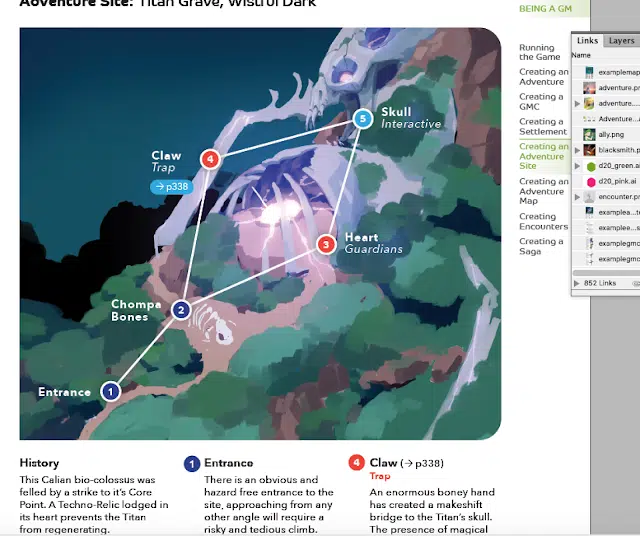 Adventure Site: Titan Grave, Wistful Dark
BEING A GM
Running
the Game
Creating an
Adventure
Creating a
GMC
Creating a
Settlement
Creating an
Adventure
Site
Creating an
Adventure
Map
Creating
Encounters
Creating a
Saga
Links
Layers
Name
examplemap
adventure.pn
adventure...
Adventure...a
ally.png
blacksmith.p
d20_green.ai
d20_pink.ai
encounter.pn
examplea...t
examplee...s
examplegmc
examplegmc
852 Links
5
Skull
Interactive
Claw
Trap
4
→ p338
3
Heart
Guardians
Chompa
Bones
2
Entrance
1
History
This Calian bio-colossus was
felled by a strike to it's Core
Point. A Techno-Relic lodged in
its heart prevents the Titan
from regenerating.
1 Entrance
There is an obvious and
hazard free entrance to the
site, approaching from any
other angle will require a
risky and tedious climb.
4 Claw (→ p338)
Trap
An enormous boney hand
has created a makeshift
bridge to the Titan's skull.
The presence of magical